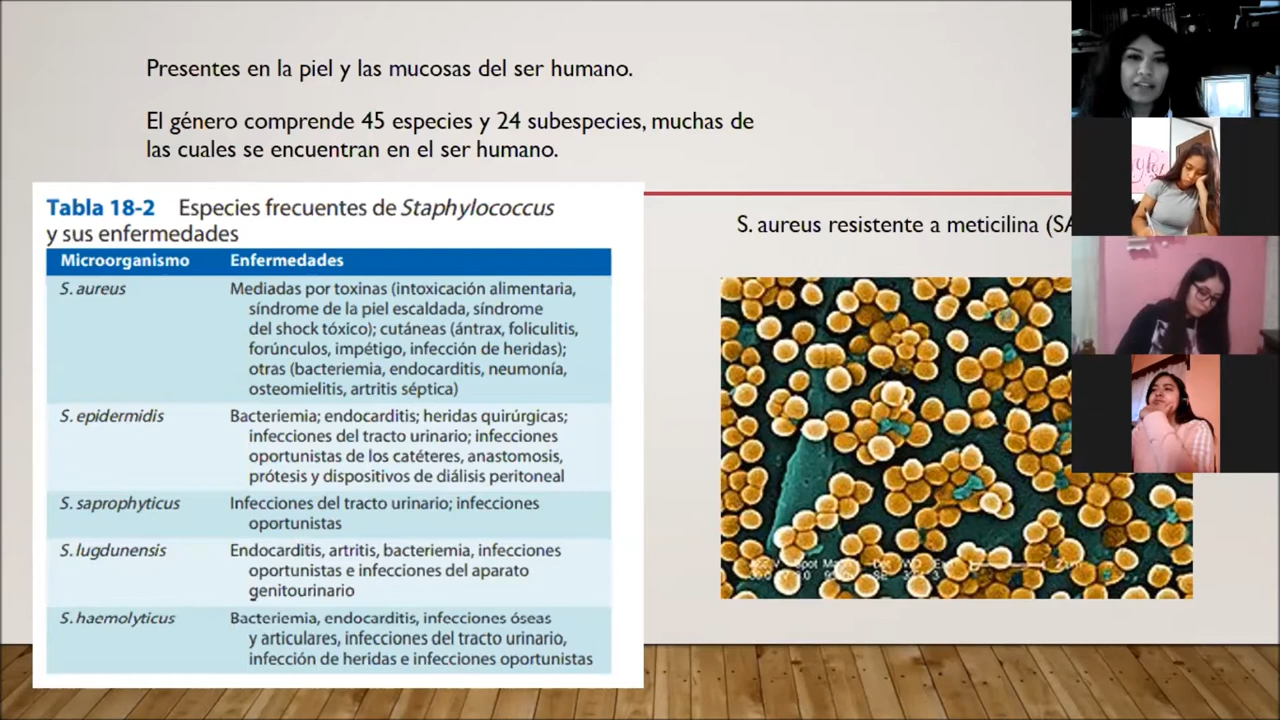 Presentes en la piel y las mucosas del ser humano.
El género comprende 45 especies y 24 subespecies, muchas de
las cuales se encuentran en el ser humano.
Tabla 18-2 Especies frecuentes de Staphylococcus
y sus enfermedades
Microorganismo Enfermedades
S. aureus Mediadas por toxinas (intoxicación alimentaria,
síndrome de la piel escaldada, síndrome
del shock tóxico); cutáneas (ántrax, foliculitis,
forúnculos, impétigo, infección de heridas);
otras (bacteriemia, endocarditis, neumonía,
osteomielitis, artritis séptica)
S. epidermidis Bacteriemia; endocarditis; heridas quirúrgicas;
infecciones del tracto urinario; infecciones
oportunistas de los catéteres, anastomosis,
prótesis y dispositivos de diálisis peritoneal
S. saprophyticus Infecciones del tracto urinario; infecciones
oportunistas
S. lugdunensis Endocarditis, artritis, bacteriemia, infecciones
oportunistas e infecciones del aparato
genitourinario
S. haemolyticus Bacteriemia, endocarditis, infecciones óseas
y articulares, infecciones del tracto urinario,
infección de heridas e infecciones oportunistas
S. aureus resistente a meticilina